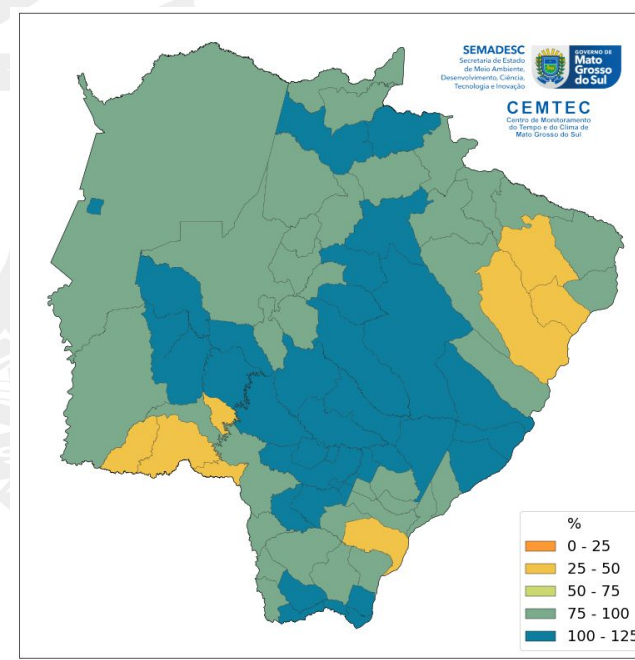 SEMADESC
Secretaria de Estado
de Meio Ambiente,
Desenvolvimento, Ciência,
Tecnologia e Inovação
GOVERNO DE
Mato
Grosso
do Sul
CEMTEC
Centro de Monitoramento
do Tempo e do Clima de
Mato Grosso do Sul
%
0 - 25
25 - 50
50 - 75
75 - 100
100 - 125